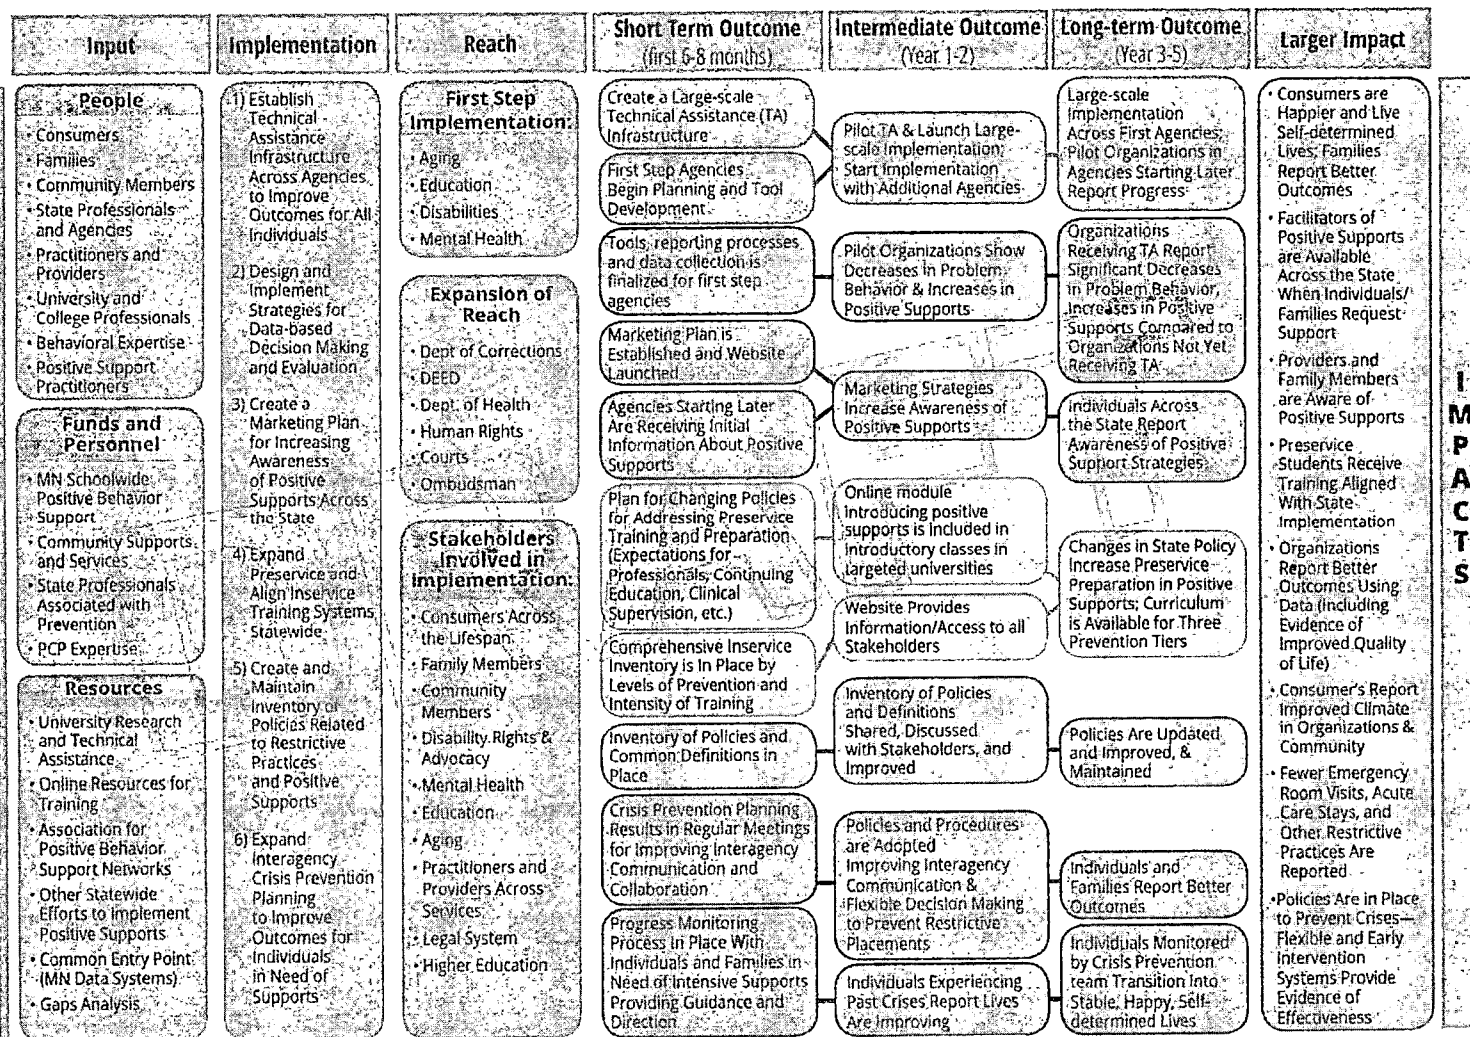 Input
People
• Consumers
• Families
• Community Members
• State Professionals
and Agencies
• Practitioners and
Providers
• University and
College Professionals
• Behavioral Expertise
• Positive Support
Practitioners
Funds and
Personnel
• MN Schoolwide
Positive Behavior
Support
• Community Supports
and Services
• State Professionals
Associated with
Prevention
• PCP Expertise
Resources
• University Research
and Technical
Assistance
• Online Resources for
Training
• Association for
Positive Behavior
Support Networks
• Other Statewide
Efforts to Implement
Positive Supports
• Common Entry Point
(MN Data Systems)
• Gaps Analysis
Implementation
1) Establish
Technical
Assistance
Infrastructure
Across Agencies
to Improve
Outcomes for All
Individuals
2) Design and
Implement
Strategies for
Data-based
Decision Making
and Evaluation
3) Create a
Marketing Plan
for Increasing
Awareness
of Positive
Supports Across
the State
4) Expand
Preservice and
Align Inservice
Training Systems
Statewide
5) Create and
Maintain
Inventory of
Policies Related
to Restrictive
Practices
and Positive
Supports
6) Expand
Interagency
Crisis Prevention
Planning
to Improve
Outcomes for
Individuals
in Need of
Supports
Reach
First Step
Implementation:
• Aging
• Education
• Disabilities
• Mental Health
Expansion of
Reach
• Dept of Corrections
• DEED
• Dept. of Health
• Human Rights
• Courts
• Ombudsman
Stakeholders
Involved in
Implementation:
• Consumers Across
the Lifespan
• Family Members
• Community
Members
• Disability Rights &
Advocacy
• Mental Health
• Education
• Aging
• Practitioners and
Providers Across
Services
• Legal System
• Higher Education
Short Term Outcome
(first 6-8 months)
Create a Large-scale
Technical Assistance (TA)
Infrastructure
First Step Agencies
Begin Planning and Tool
Development
Tools, reporting processes
and data collection is
finalized for first step
agencies
Marketing Plan is
Established and Website
Launched
Agencies Starting Later
Are Receiving Initial
Information About Positive
Supports
Plan for Changing Policies
for Addressing Preservice
Training and Preparation
(Expectations for
Professionals, Continuing
Education, Clinical
Supervision, etc.)
Comprehensive Inservice
Inventory is In Place by
Levels of Prevention and
Intensity of Training
Inventory of Policies and
Common Definitions in
Place
Crisis Prevention Planning
Results in Regular Meetings
for Improving Interagency
Communication and
Collaboration
Progress Monitoring
Process in Place With
Individuals and Families in
Need of Intensive Supports
Providing Guidance and
Direction
Intermediate Outcome
(Year 1-2)
Pilot TA & Launch Large-
scale Implementation;
Start Implementation
with Additional Agencies
Pilot Organizations Show
Decreases in Problem
Behavior & Increases in
Positive Supports
Marketing Strategies
Increase Awareness of
Positive Supports
Online module
introducing positive
supports is included in
introductory classes in
targeted universities
Website Provides
Information/Access to all
Stakeholders
Inventory of Policies
and Definitions
Shared, Discussed
with Stakeholders, and
Improved
Policies and Procedures
are Adopted
Improving Interagency
Communication &
Flexible Decision Making
to Prevent Restrictive
Placements
Individuals Experiencing
Past Crises Report Lives
Are Improving
Long-term Outcome
(Year 3-5)
Large-scale
Implementation
Across First Agencies;
Pilot Organizations in
Agencies Starting Later
Report Progress
Organizations
Receiving TA Report
Significant Decreases
in Problem Behavior,
Increases in Positive
Supports Compared to
Organizations Not Yet
Receiving TA
Individuals Across
the State Report
Awareness of Positive
Support Strategies
Changes in State Policy
Increase Preservice
Preparation in Positive
Supports; Curriculum
is Available for Three
Prevention Tiers
Policies Are Updated
and Improved, &
Maintained
Individuals and
Families Report Better
Outcomes
Individuals Monitored
by Crisis Prevention
team Transition Into
Stable, Happy, Self-
determined Lives
Larger Impact
• Consumers are
Happier and Live
Self-determined
Lives; Families
Report Better
Outcomes
• Facilitators of
Positive Supports
are Available
Across the State
When Individuals/
Families Request
Support
• Providers and
Family Members
are Aware of
Positive Supports
• Preservice
Students Receive
Training Aligned
With State
Implementation
• Organizations
Report Better
Outcomes Using
Data (Including
Evidence of
Improved Quality
of Life)
• Consumer's Report
Improved Climate
in Organizations &
Community
• Fewer Emergency
Room Visits, Acute
Care Stays, and
Other Restrictive
Practices Are
Reported
• Policies Are in Place
to Prevent Crises—
Flexible and Early
Intervention
Systems Provide
Evidence of
Effectiveness
IMPACTS